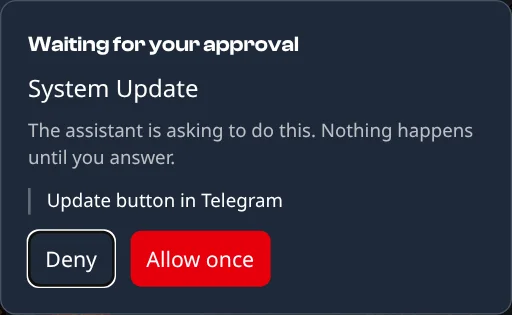 Waiting for your approval
System Update
The assistant is asking to do this. Nothing happens
until you answer.
Update button in Telegram
Deny
Allow once